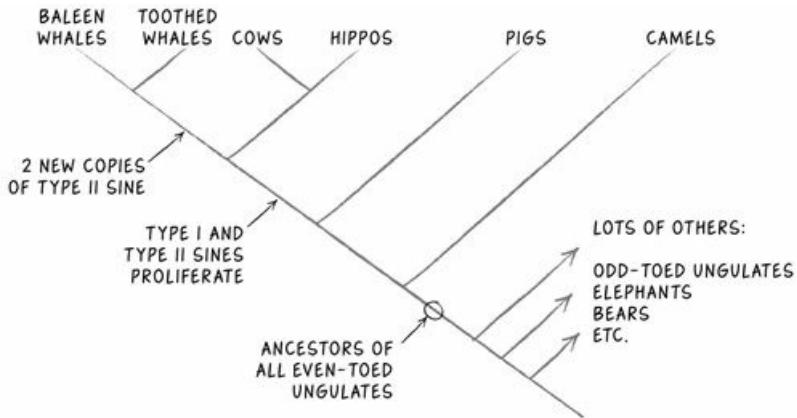 BALEEN
WHALES
TOOTHED
WHALES
COWS
HIPPOS
PIGS
CAMELS
2 NEW COPIES
OF TYPE II SINE
TYPE I AND
TYPE II SINES
PROLIFERATE
ANCESTORS OF
ALL EVEN-TOED
UNGULATES
LOTS OF OTHERS:
ODD-TOED UNGULATES
ELEPHANTS
BEARS
ETC.